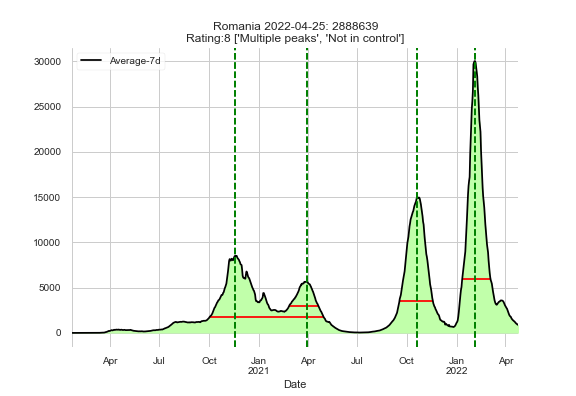 Romania 2022-04-25: 2888639
Rating:8 ['Multiple peaks', 'Not in control']
Average-7d
30000
25000
20000
15000
10000
5000
0
Apr Jul Oct Jan Apr Jul Oct Jan Apr
2021 2022
Date